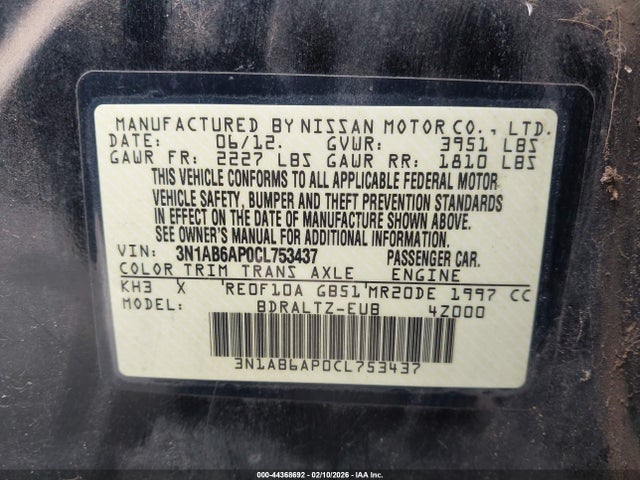 MANUFACTURED BY NISSAN MOTOR CO., LTD.
DATE: 06/12. GVWR: 3951 LBS
GAWR FR: 2227 LBS GAWR RR: 1810 LBS
THIS VEHICLE CONFORMS TO ALL APPLICABLE FEDERAL MOTOR
VEHICLE SAFETY, BUMPER AND THEFT PREVENTION STANDARDS
IN EFFECT ON THE DATE OF MANUFACTURE SHOWN ABOVE.
SEE OWNER'S MANUAL FOR ADDITIONAL INFORMATION.
VIN: 3N1AB6AP0CL753437 PASSENGER CAR.
COLOR TRIM TRANS AXLE ENGINE
KH3 X 'RE0F10A GB51'MR20DE 1997 CC
MODEL: BDRALTZ-EUB 4Z000
3N1AB6AP0CL753437
000-44368692 - 02/10/2026 - IAA Inc.